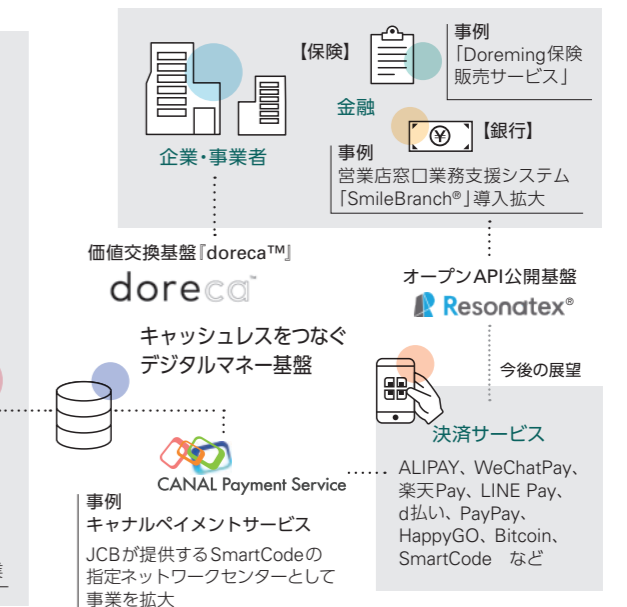 【保険】
事例
「Doreming保険
販売サービス」
金融
【銀行】
企業・事業者
事例
営業店窓口業務支援システム
「SmileBranch®」導入拡大
価値交換基盤『doreca™』
doreca™
オープンAPI公開基盤
Resonatex®
キャッシュレスをつなぐ
デジタルマネー基盤
今後の展望
決済サービス
CANAL Payment Service
ALIPAY、WeChatPay、
楽天Pay、LINE Pay、
d払い、PayPay、
HappyGO、Bitcoin、
SmartCode など
事例
キャナルペイメントサービス
JCBが提供するSmartCodeの
指定ネットワークセンターとして
事業を拡大